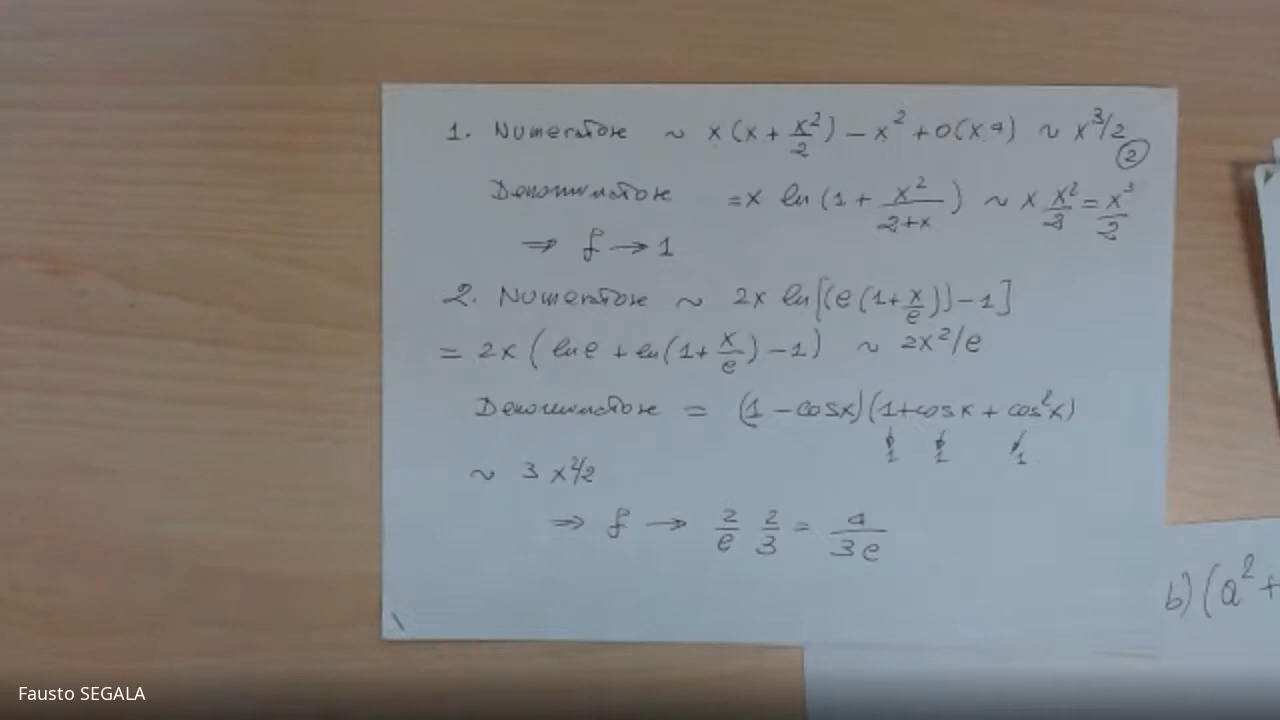 1. Numeratore ~ x(x + x²/2) − x² + o(x⁴) ~ x³/2
②
Denominatore = x ln(1 + x²/(2+x)) ~ x x²/2 = x³/2
⇒ f → 1
2. Numeratore ~ 2x ln[(e(1+x/e))−1]
= 2x (ln e + ln(1+x/e) −1) ~ 2x²/e
Denominatore = (1 − cosx)(1+cosx + cos²x)
↓ ↓ ↓
1 1 1
~ 3 x²/2
⇒ f → 2/e 2/3 = 4/3e
b) (a² +
Fausto SEGALA